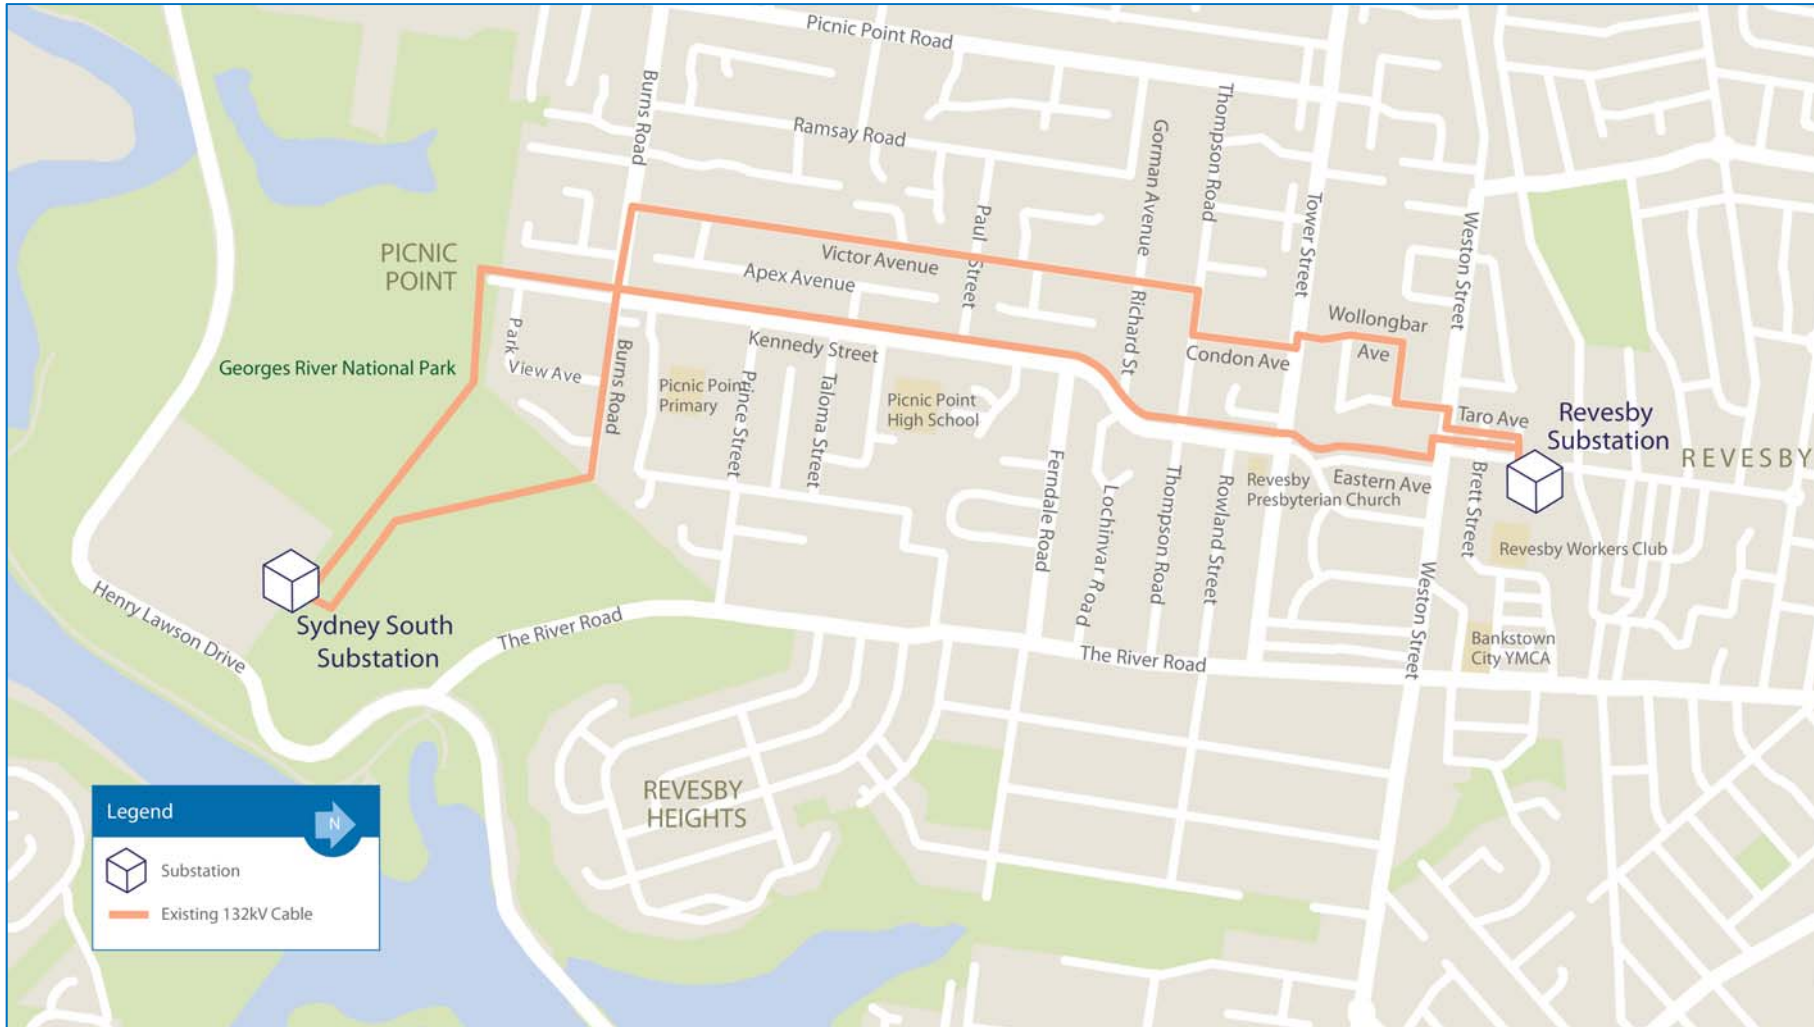 Picnic Point Road
Burns Road
Ramsay Road
Gorman Avenue
Thompson Road
Tower Street
Weston Street
PICNIC
POINT
Victor Avenue
Paul Street
Apex Avenue
Richard St
Wollongbar
Ave
Condon Ave
Kennedy Street
Park
View Ave
Burns Road
Georges River National Park
Picnic Point
Primary
Prince Street
Taloma Street
Picnic Point
High School
Ferndale Road
Lochinvar Road
Thompson Road
Rowland Street
Revesby
Presbyterian Church
Eastern Ave
Taro Ave
Brett Street
Revesby
Substation
REVESBY
Revesby Workers Club
Weston Street
Bankstown
City YMCA
Henry Lawson Drive
Sydney South
Substation
The River Road
The River Road
REVESBY
HEIGHTS
Legend
N
Substation
Existing 132kV Cable